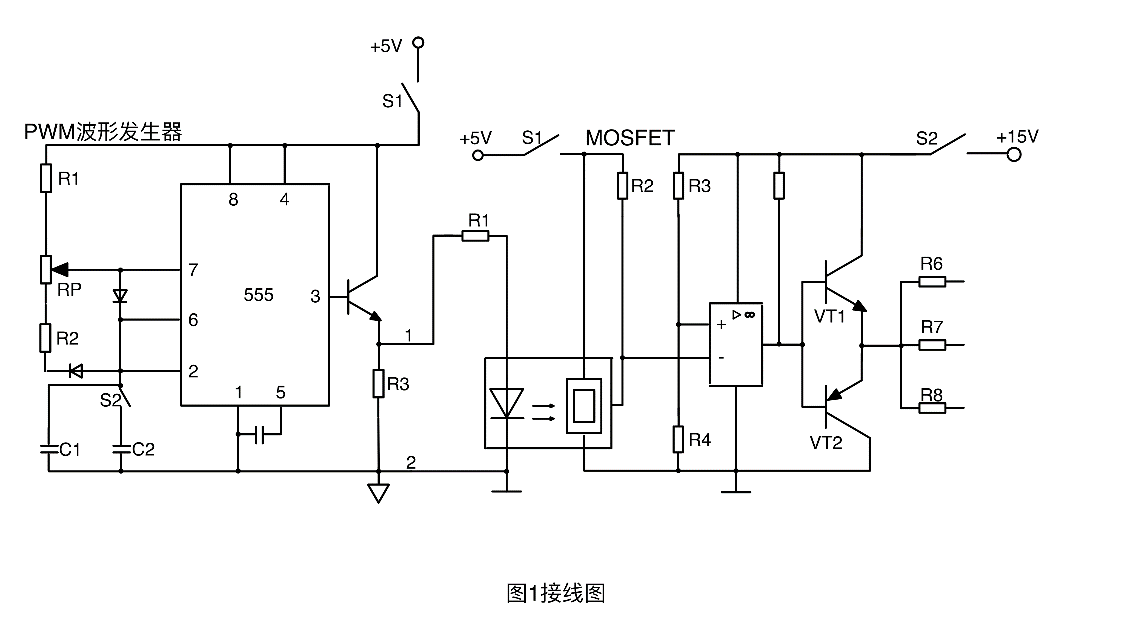 +5V
S1
PWM波形发生器
+5V
S1
MOSFET
S2
+15V
R1
8
4
R2
R3
R1
7
RP
555
3
R6
6
VT1
+
R2
1
R7
-
2
R3
S2
1
5
R8
C1
C2
R4
VT2
2
图1接线图